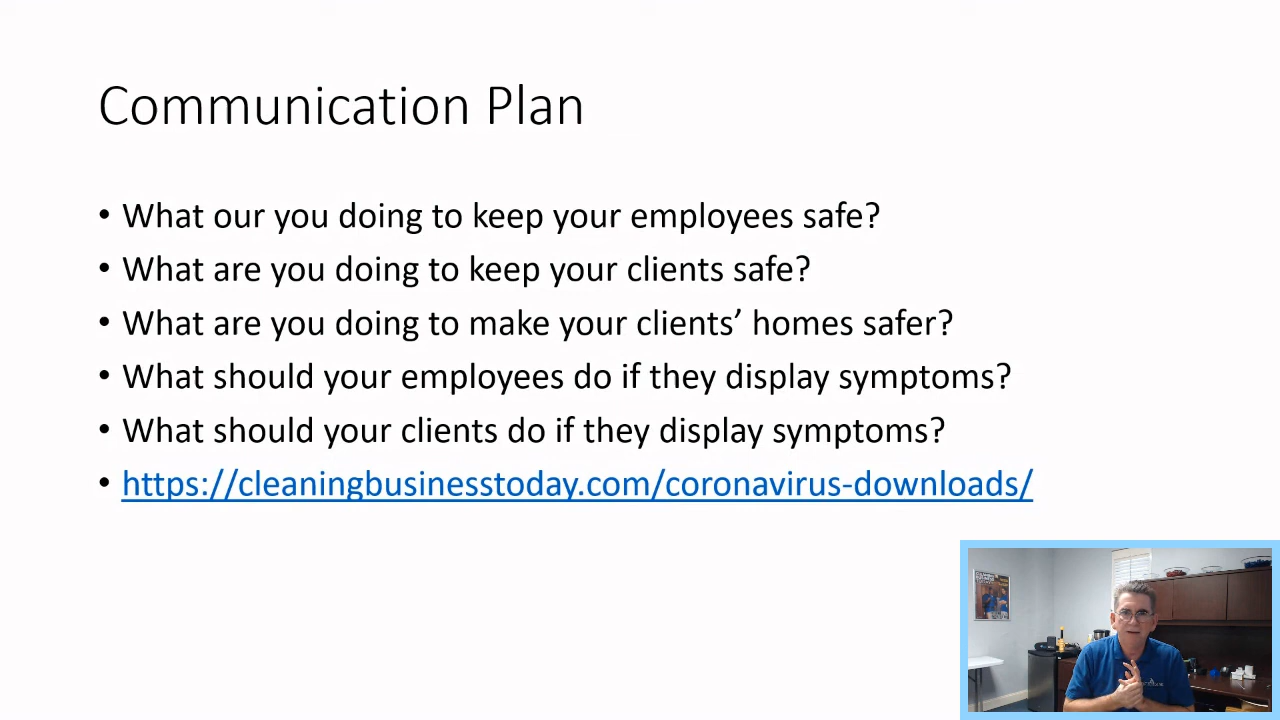 Communication Plan
• What our you doing to keep your employees safe?
• What are you doing to keep your clients safe?
• What are you doing to make your clients’ homes safer?
• What should your employees do if they display symptoms?
• What should your clients do if they display symptoms?
• https://cleaningbusinesstoday.com/coronavirus-downloads/